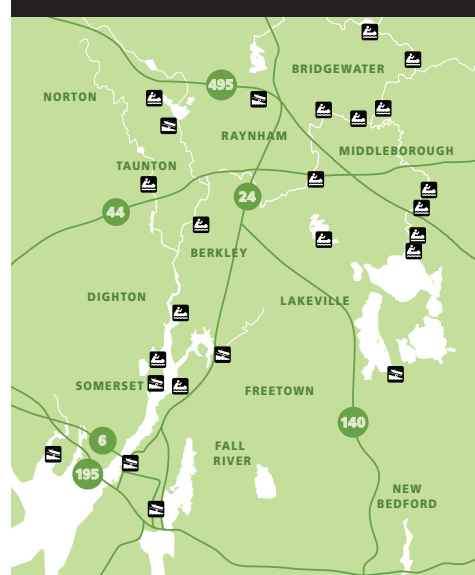 BRIDGEWATER
495
NORTON
RAYNHAM
MIDDLEBOROUGH
TAUNTON
24
44
BERKLEY
DIGHTON
LAKEVILLE
SOMERSET
FREETOWN
140
6
FALL
RIVER
195
NEW
BEDFORD